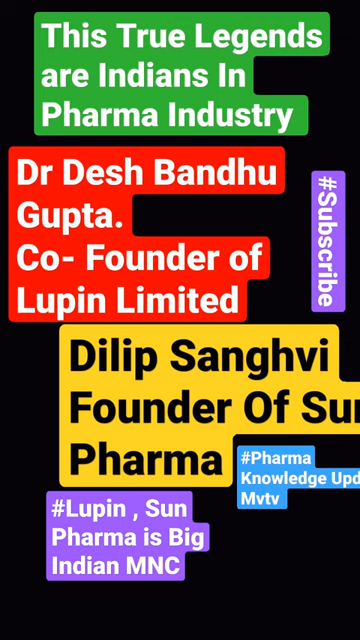 This True Legends
are Indians In
Pharma Industry
Dr Desh Bandhu
Gupta.
Co- Founder of
Lupin Limited
#Subscribe
Dilip Sanghvi
Founder Of Sun
Pharma
#Pharma
Knowledge Upd
Mvtv
#Lupin , Sun
Pharma is Big
Indian MNC